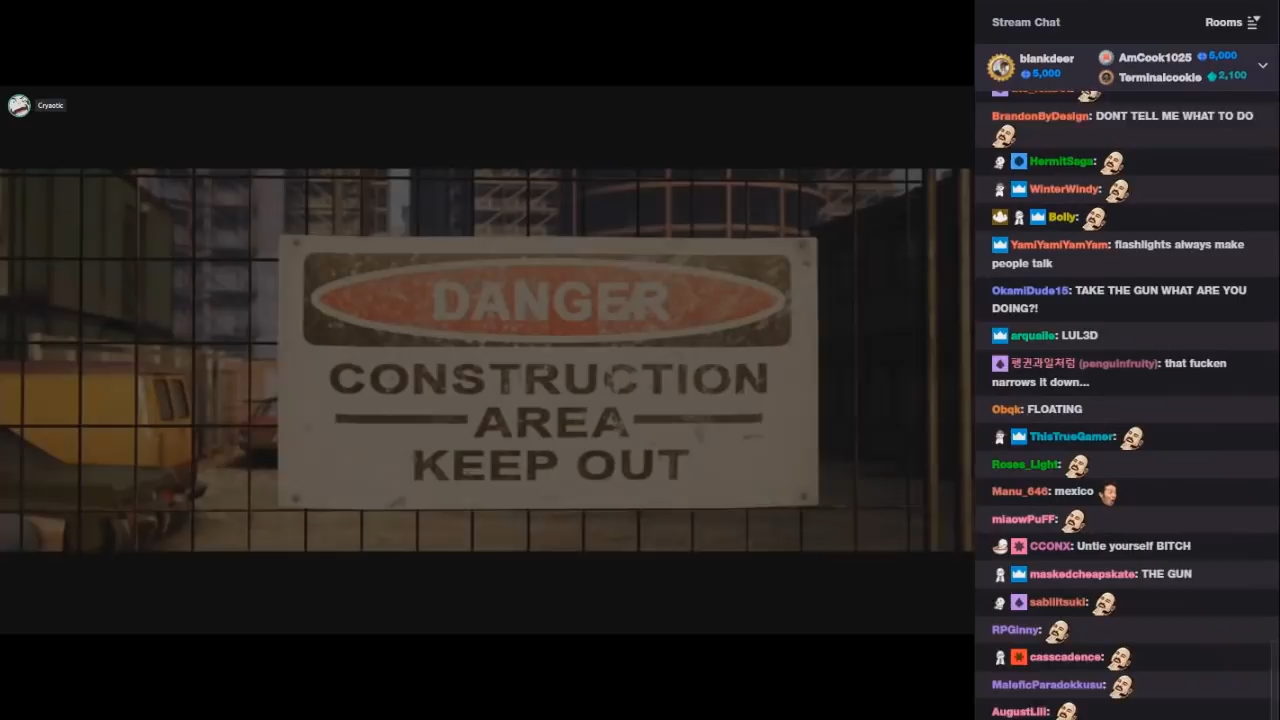 Cryaotic
DANGER
CONSTRUCTION
AREA
KEEP OUT
Stream Chat
Rooms
blankdeer
5,000
AmCook1025 5,000
Terminalcookie 2,100
BrandonByDesign: DONT TELL ME WHAT TO DO
HermitSaga:
WinterWindy:
Bolly:
YamiYamiYamYam: flashlights always make
people talk
OkamiDude15: TAKE THE GUN WHAT ARE YOU
DOING?!
arquaile: LUL3D
펭귄과일처럼 (penguinfruity): that fucken
narrows it down...
Obqk: FLOATING
ThisTrueGamer:
Roses_Light:
Manu_646: mexico
miaowPuFF:
CCONX: Untie yourself BITCH
maskedcheapskate: THE GUN
sabiiitsuki:
RPGinny:
casscadence:
MaleficParadokkusu: